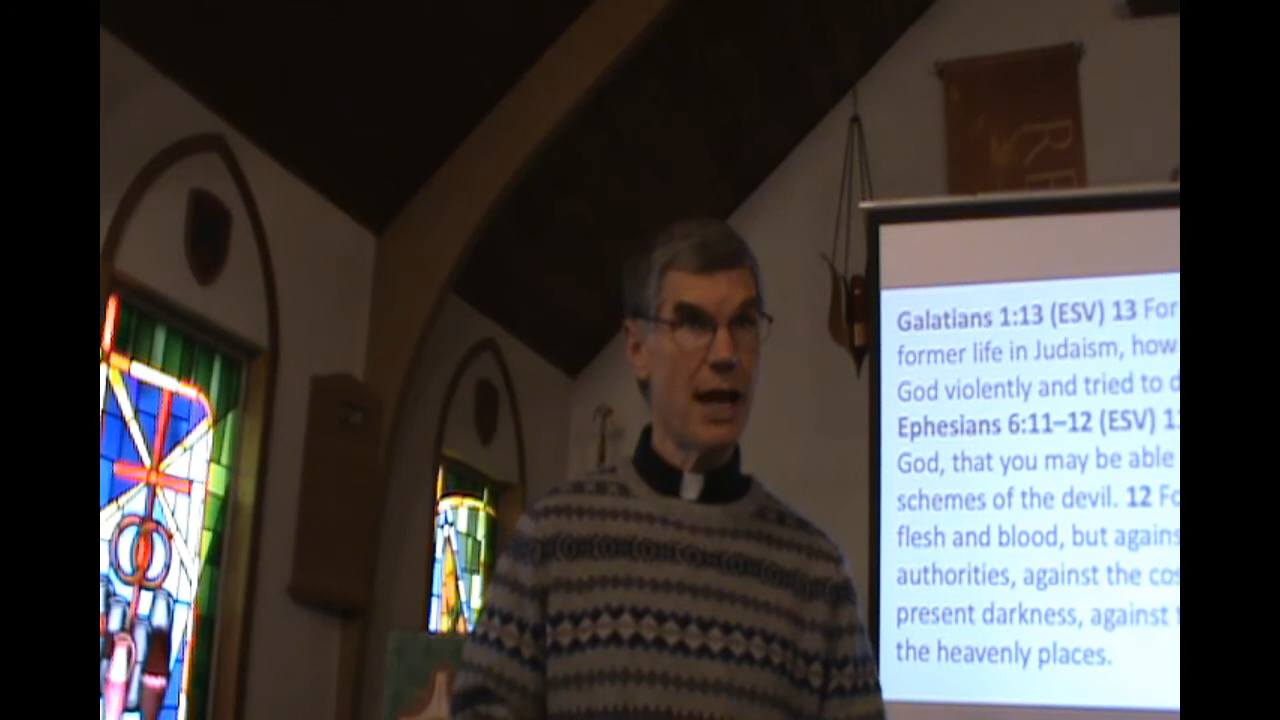 RE
Galatians 1:13 (ESV) 13 For
former life in Judaism, how
God violently and tried to d
Ephesians 6:11–12 (ESV) 11
God, that you may be able
schemes of the devil. 12 Fo
flesh and blood, but agains
authorities, against the cos
present darkness, against t
the heavenly places.